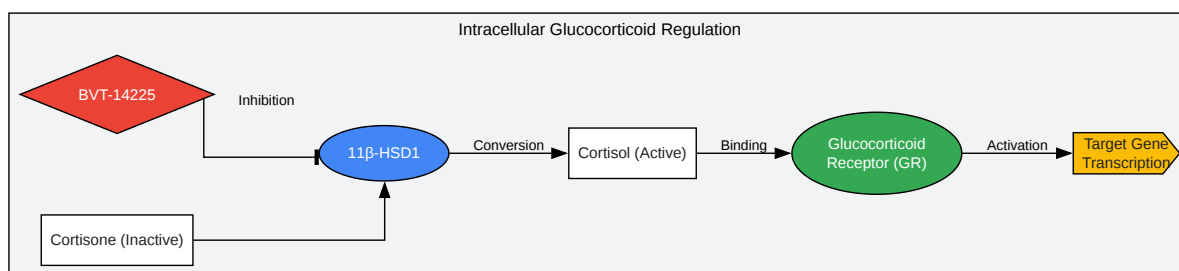 Intracellular Glucocorticoid Regulation
BVT-14225
Inhibition
11β-HSD1
Conversion
Cortisol (Active)
Binding
Glucocorticoid
Receptor (GR)
Activation
Target Gene
Transcription
Cortisone (Inactive)